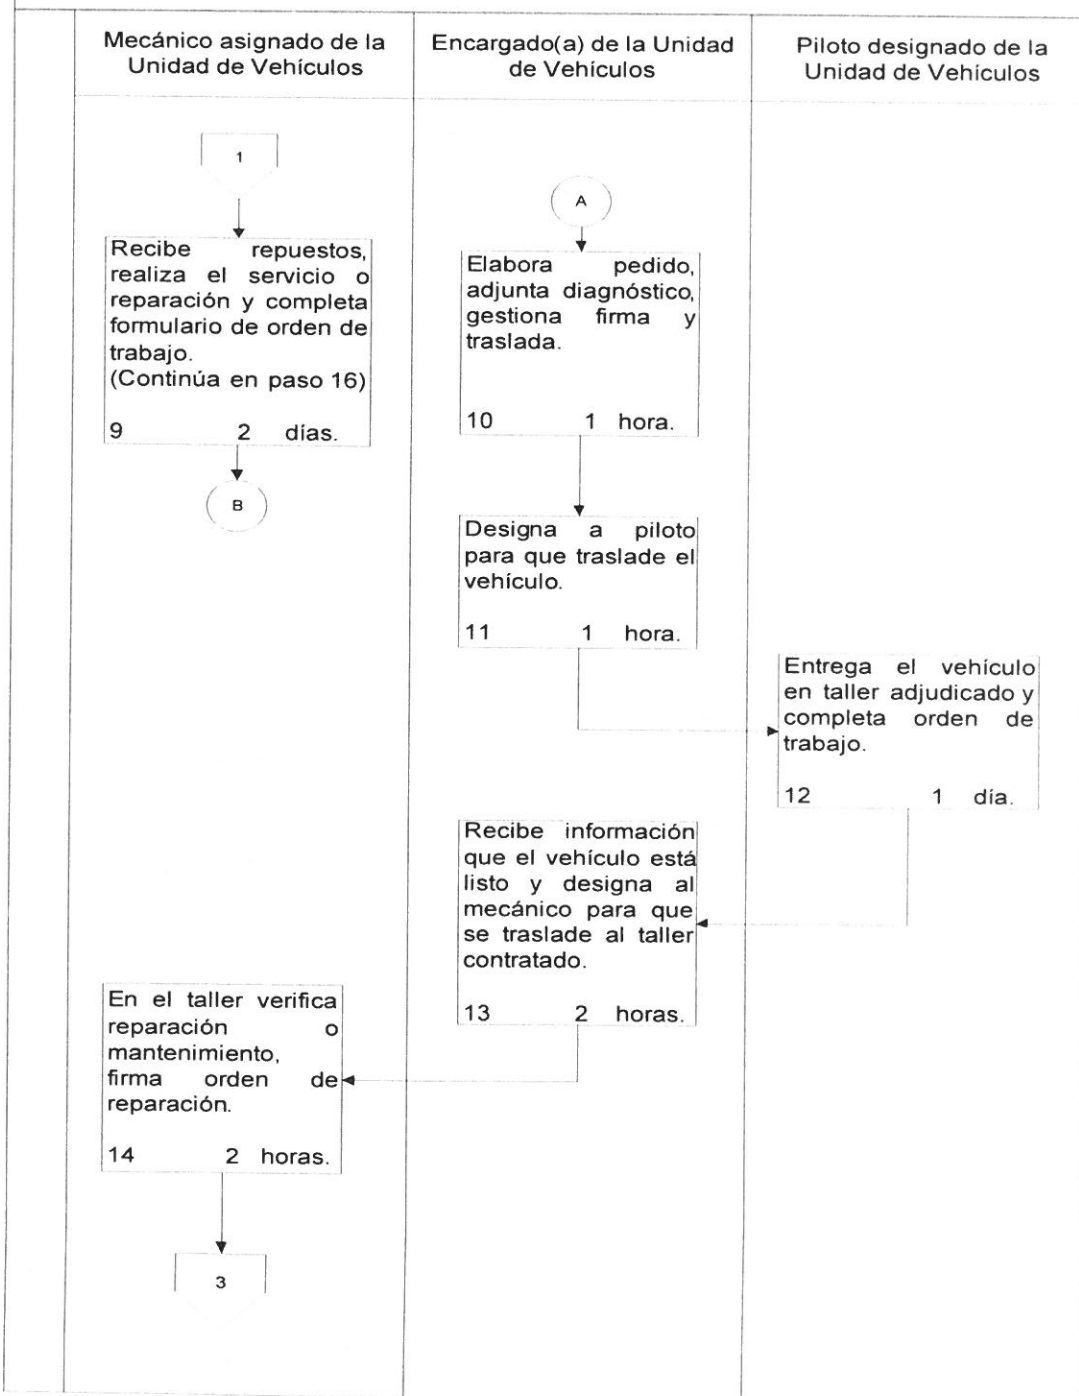 Mecánico asignado de la
Unidad de Vehículos
Encargado(a) de la Unidad
de Vehículos
Piloto designado de la
Unidad de Vehículos
1
Recibe repuestos,
realiza el servicio o
reparación y completa
formulario de orden de
trabajo.
(Continúa en paso 16)
9 2 días.
B
A
Elabora pedido,
adjunta diagnóstico,
gestiona firma y
traslada.
10 1 hora.
Designa a piloto
para que traslade el
vehículo.
11 1 hora.
Entrega el vehículo
en taller adjudicado y
completa orden de
trabajo.
12 1 día.
Recibe información
que el vehículo está
listo y designa al
mecánico para que
se traslade al taller
contratado.
13 2 horas.
En el taller verifica
reparación o
mantenimiento,
firma orden de
reparación.
14 2 horas.
3